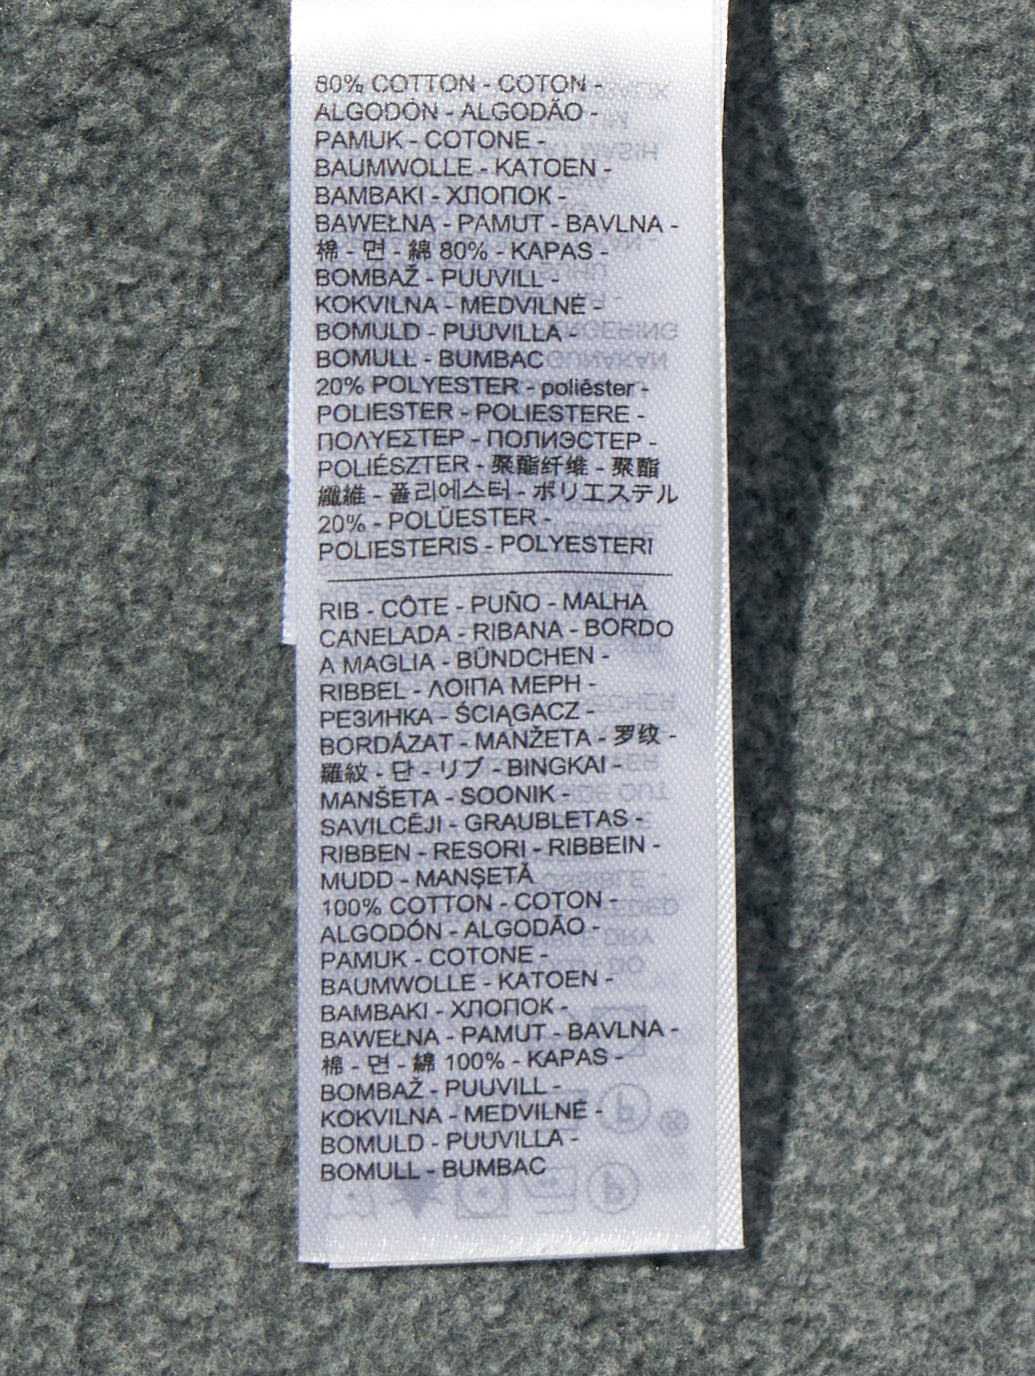 80% COTTON - COTON -
ALGODÓN - ALGODÃO -
PAMUK - COTONE -
BAUMWOLLE - KATOEN -
BAMBAKI - ХЛОПОК -
BAWEŁNA - PAMUT - BAVLNA -
棉 - 면 - 綿 80% - KAPAS -
BOMBAŽ - PUUVILL -
KOKVILNA - MEDVILNĖ -
BOMULD - PUUVILLA -
BOMULL - BUMBAC
20% POLYESTER - poliéster -
POLIESTER - POLIESTERE -
ΠΟΛΥΕΣΤΕΡ - ПОЛИЭСТЕР -
POLIÉSZTER - 聚酯纤维 - 聚酯
纖維 - 폴리에스터 - ポリエステル
20% - POLÜESTER -
POLIESTERIS - POLYESTERI
RIB - CÔTE - PUÑO - MALHA
CANELADA - RIBANA - BORDO
A MAGLIA - BÜNDCHEN -
RIBBEL - ΛΟΙΠΑ ΜΕΡΗ -
РЕЗИНКА - ŚCIĄGACZ -
BORDÁZAT - MANŽETA - 罗纹 -
羅紋 - 단 - リブ - BINGKAI -
MANŠETA - SOONIK -
SAVILCĒJI - GRAUBLETAS -
RIBBEN - RESORI - RIBBEIN -
MUDD - MANȘETĂ
100% COTTON - COTON -
ALGODÓN - ALGODÃO -
PAMUK - COTONE -
BAUMWOLLE - KATOEN -
BAMBAKI - ХЛОПОК -
BAWEŁNA - PAMUT - BAVLNA -
棉 - 면 - 綿 100% - KAPAS -
BOMBAŽ - PUUVILL -
KOKVILNA - MEDVILNĖ -
BOMULD - PUUVILLA -
BOMULL - BUMBAC